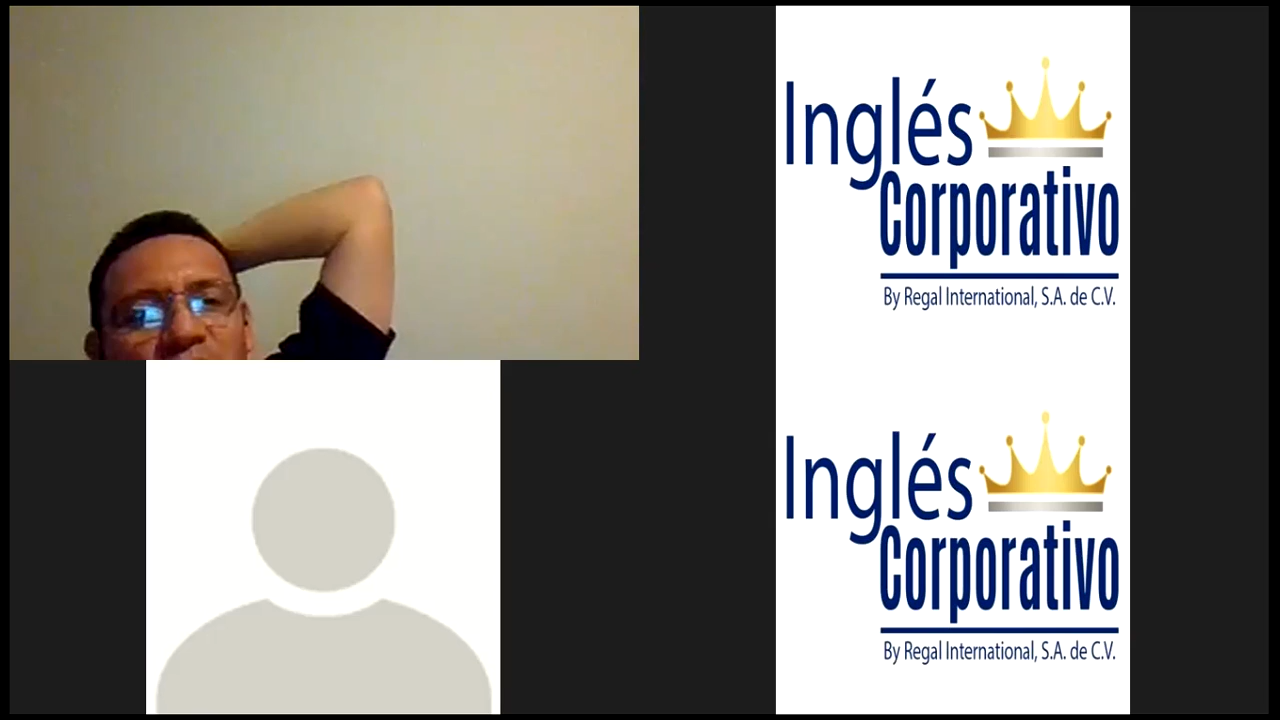 Inglés
Corporativo
By Regal International, S.A. de C.V.
Inglés
Corporativo
By Regal International, S.A. de C.V.